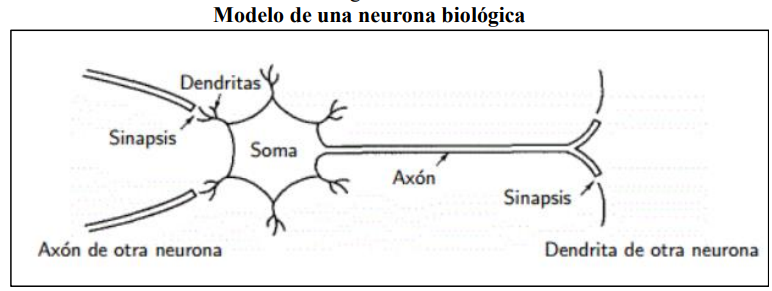 Modelo de una neurona biológica
Dendritas
Sinapsis
Soma
Axón
Sinapsis
Axón de otra neurona
Dendrita de otra neurona